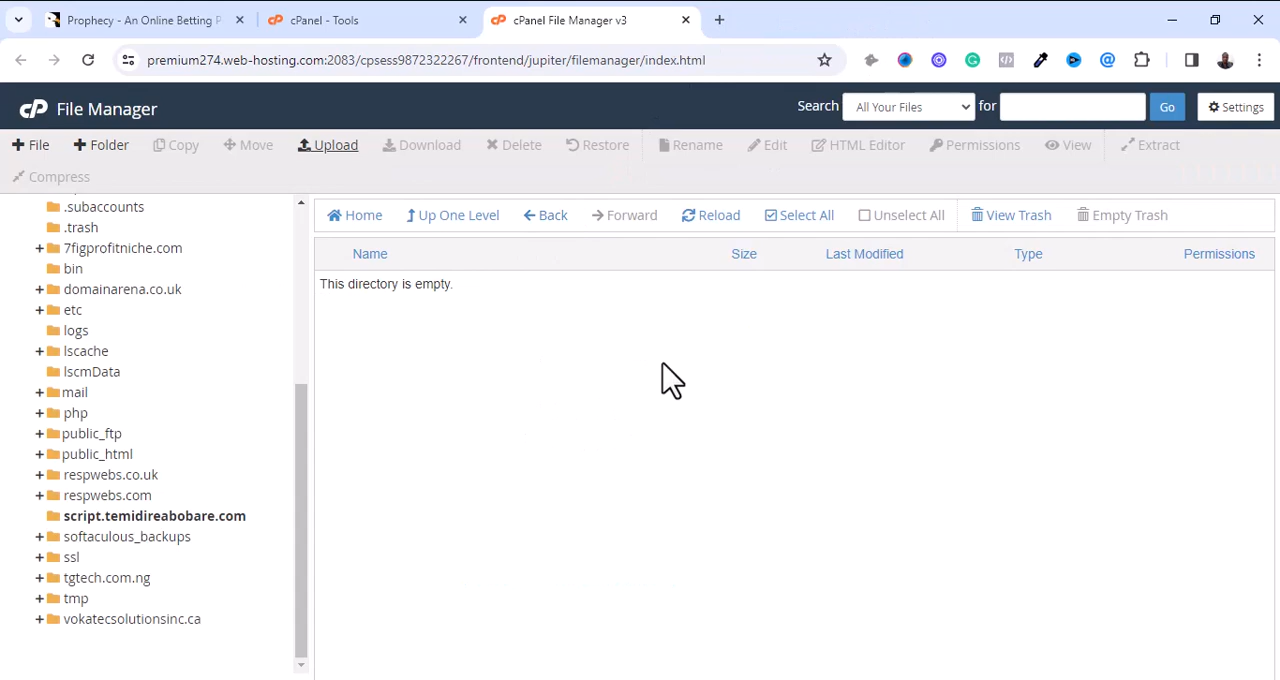 Prophecy - An Online Betting P
cPanel - Tools
cPanel File Manager v3
premium274.web-hosting.com:2083/cpsess9872322267/frontend/jupiter/filemanager/index.html
cP File Manager
Search All Your Files for Go Settings
File Folder Copy Move Upload Download Delete Restore Rename Edit HTML Editor Permissions View Extract
Compress
Home Up One Level Back Forward Reload Select All Unselect All View Trash Empty Trash
Name Size Last Modified Type Permissions
This directory is empty.
.subaccounts
.trash
7figprofitniche.com
bin
domainarena.co.uk
etc
logs
lscache
lscmData
mail
php
public_ftp
public_html
respwebs.co.uk
respwebs.com
script.temidireabobare.com
softaculous_backups
ssl
tgtech.com.ng
tmp
vokatecsolutionsinc.ca